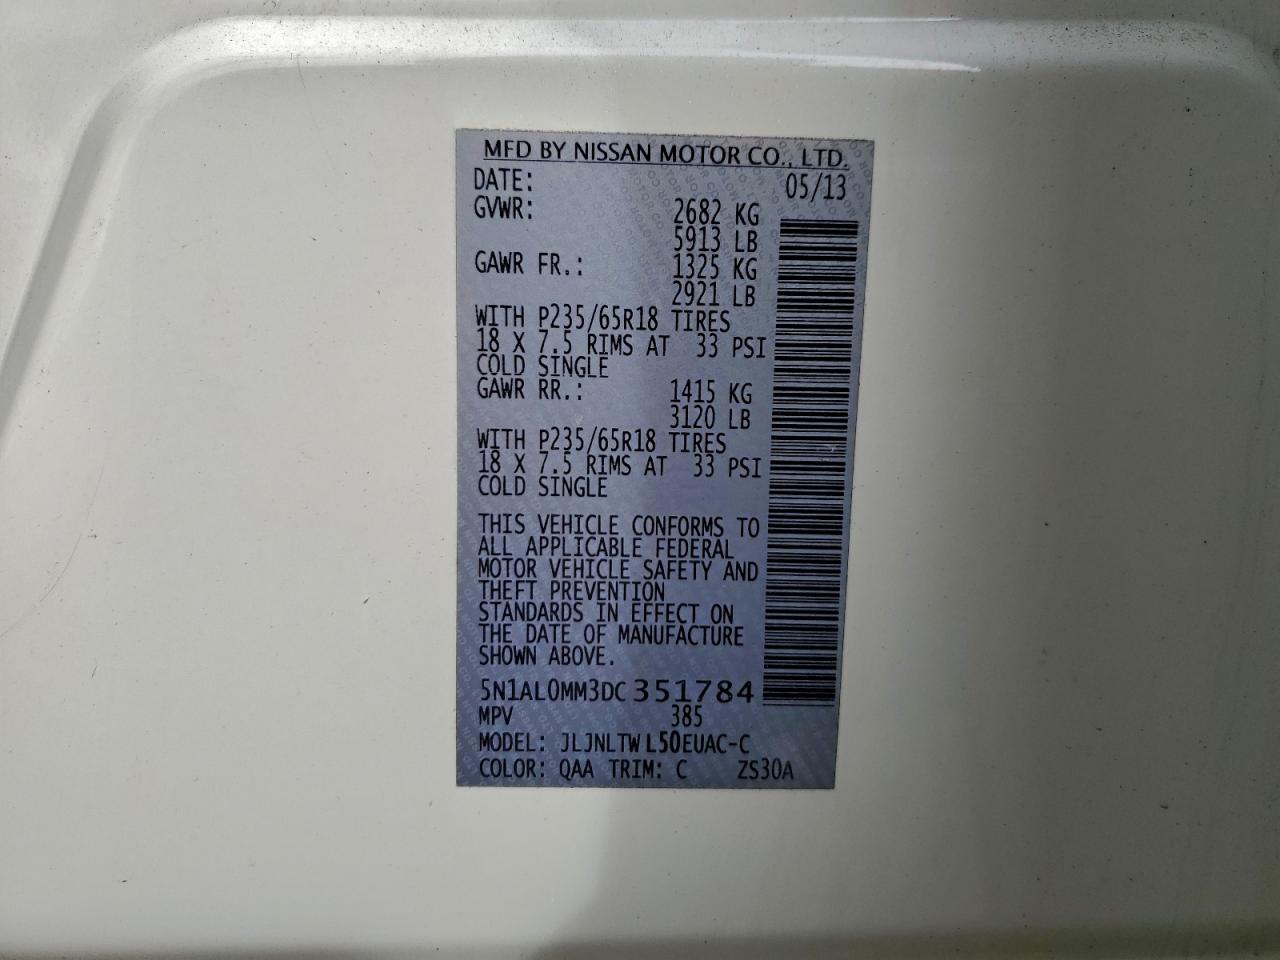 MFD BY NISSAN MOTOR CO., LTD.
DATE: 05/13
GVWR: 2682 KG
5913 LB
GAWR FR.: 1325 KG
2921 LB
WITH P235/65R18 TIRES
18 X 7.5 RIMS AT 33 PSI
COLD SINGLE
GAWR RR.: 1415 KG
3120 LB
WITH P235/65R18 TIRES
18 X 7.5 RIMS AT 33 PSI
COLD SINGLE
THIS VEHICLE CONFORMS TO
ALL APPLICABLE FEDERAL
MOTOR VEHICLE SAFETY AND
THEFT PREVENTION
STANDARDS IN EFFECT ON
THE DATE OF MANUFACTURE
SHOWN ABOVE.
5N1AL0MM3DC351784
MPV 385
MODEL: JLJNLTWL50EUAC-C
COLOR: QAA TRIM: C ZS30A